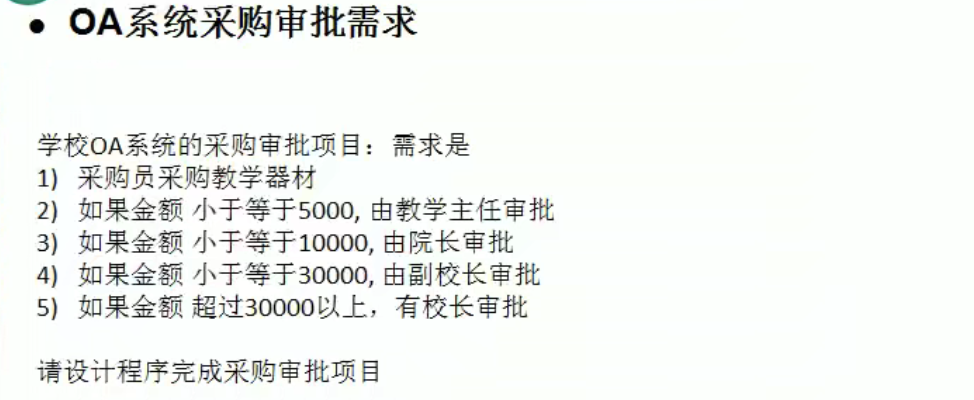 ● OA系统采购审批需求
学校OA系统的采购审批项目：需求是
1) 采购员采购教学器材
2) 如果金额 小于等于5000, 由教学主任审批
3) 如果金额 小于等于10000, 由院长审批
4) 如果金额 小于等于30000, 由副校长审批
5) 如果金额 超过30000以上，有校长审批
请设计程序完成采购审批项目